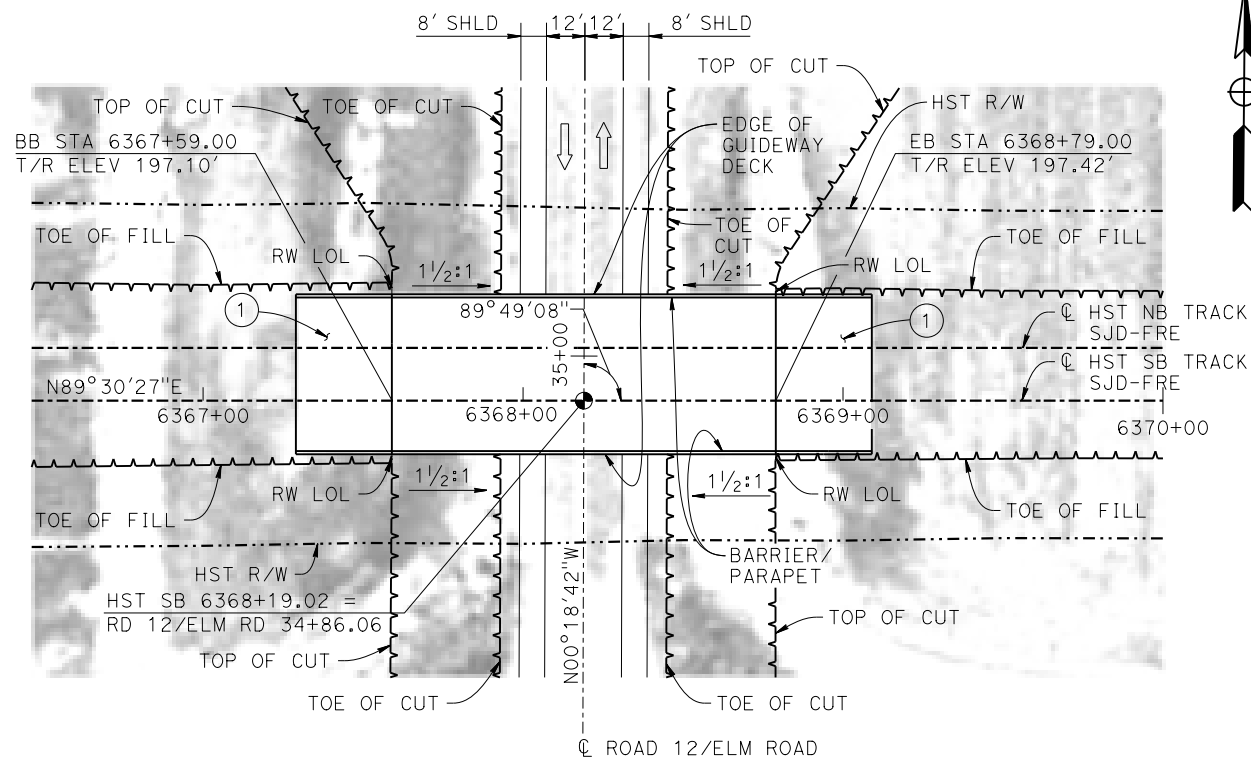 8' SHLD 12' 12' 8' SHLD
TOP OF CUT
TOE OF CUT
TOP OF CUT
HST R/W
BB STA 6367+59.00
T/R ELEV 197.10'
EDGE OF
GUIDEWAY
DECK
EB STA 6368+79.00
T/R ELEV 197.42'
TOE OF FILL
RW LOL
1½:1
TOE OF
CUT
1½:1
RW LOL
TOE OF FILL
1
89°49'08"
35+00
1
℄ HST NB TRACK
SJD-FRE
℄ HST SB TRACK
SJD-FRE
N89°30'27"E
6367+00
6368+00
6369+00
6370+00
RW LOL
1½:1
1½:1
RW LOL
TOE OF FILL
TOE OF FILL
HST R/W
BARRIER/
PARAPET
HST SB 6368+19.02 =
RD 12/ELM RD 34+86.06
N00°18'42"W
TOP OF CUT
TOP OF CUT
TOE OF CUT
TOE OF CUT
℄ ROAD 12/ELM ROAD